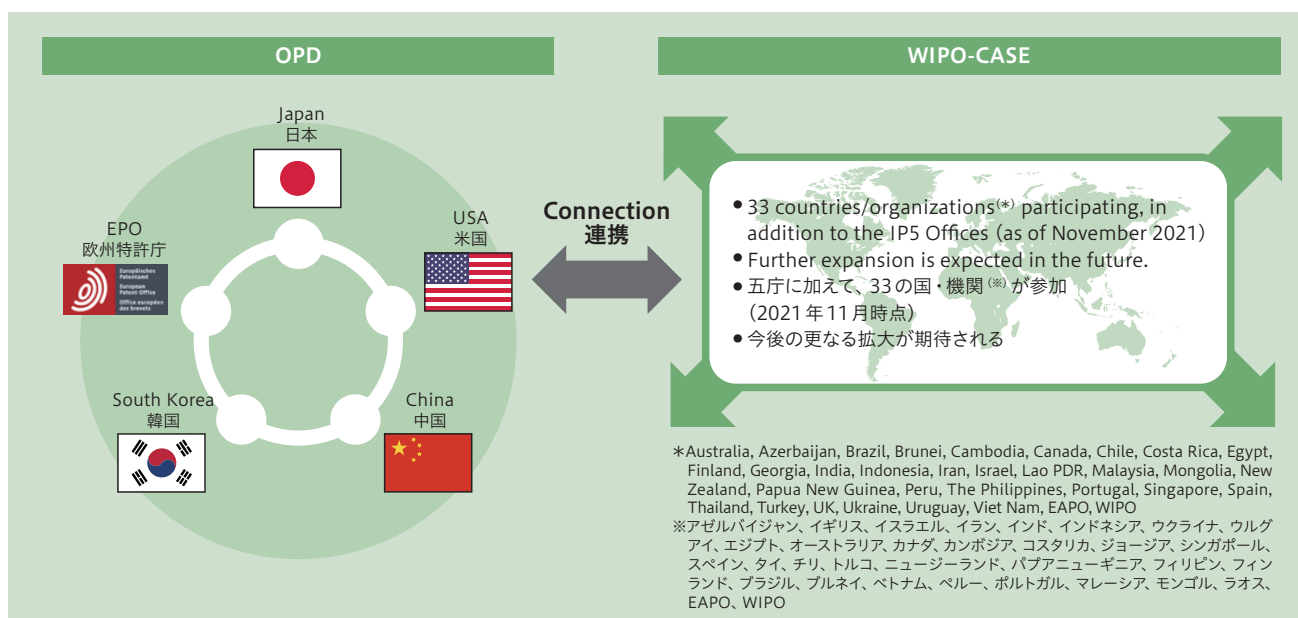 OPD
Japan
日本
EPO
欧州特許庁
Europäisches
Patentamt
European
Patent Office
Office européen
des brevets
USA
米国
South Korea
韓国
China
中国
Connection
連携
WIPO-CASE
• 33 countries/organizations(*) participating, in
addition to the IP5 Offices (as of November 2021)
• Further expansion is expected in the future.
• 五庁に加えて、33の国・機関(※)が参加
（2021年11月時点）
• 今後の更なる拡大が期待される
＊Australia, Azerbaijan, Brazil, Brunei, Cambodia, Canada, Chile, Costa Rica, Egypt,
Finland, Georgia, India, Indonesia, Iran, Israel, Lao PDR, Malaysia, Mongolia, New
Zealand, Papua New Guinea, Peru, The Philippines, Portugal, Singapore, Spain,
Thailand, Turkey, UK, Ukraine, Uruguay, Viet Nam, EAPO, WIPO
※アゼルバイジャン、イギリス、イスラエル、イラン、インド、インドネシア、ウクライナ、ウルグ
アイ、エジプト、オーストラリア、カナダ、カンボジア、コスタリカ、ジョージア、シンガポール、
スペイン、タイ、チリ、トルコ、ニュージーランド、パプアニューギニア、フィリピン、フィン
ランド、ブラジル、ブルネイ、ベトナム、ペルー、ポルトガル、マレーシア、モンゴル、ラオス、
EAPO、WIPO